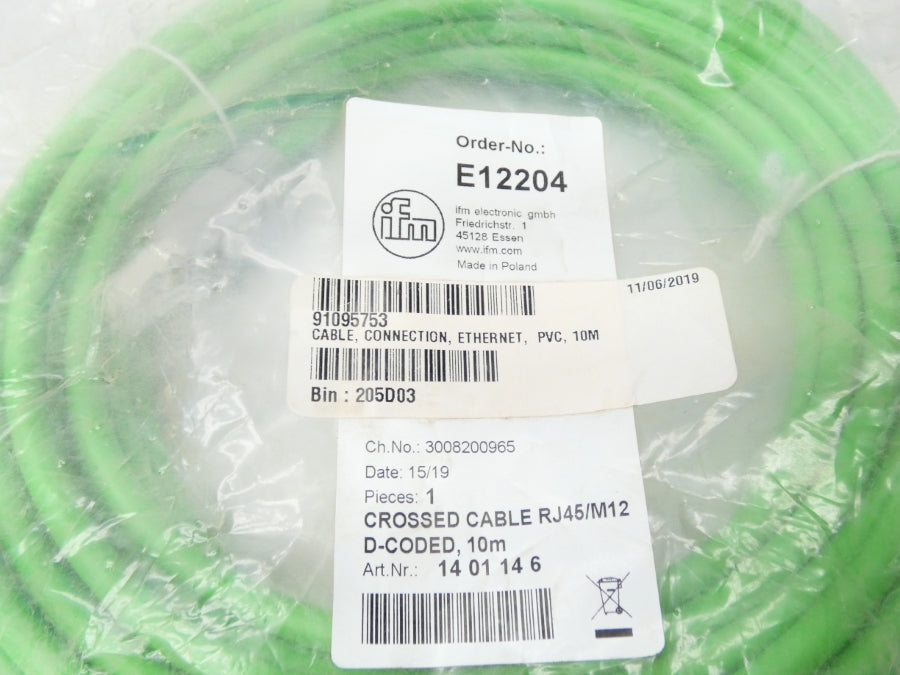 Order-No.:
E12204
ifm
ifm electronic gmbh
Friedrichstr. 1
45128 Essen
www.ifm.com
Made in Poland
11/06/2019
91095753
CABLE, CONNECTION, ETHERNET, PVC, 10M
Bin : 205D03
Ch.No.: 3008200965
Date: 15/19
Pieces: 1
CROSSED CABLE RJ45/M12
D-CODED, 10m
Art.Nr.: 14 01 14 6